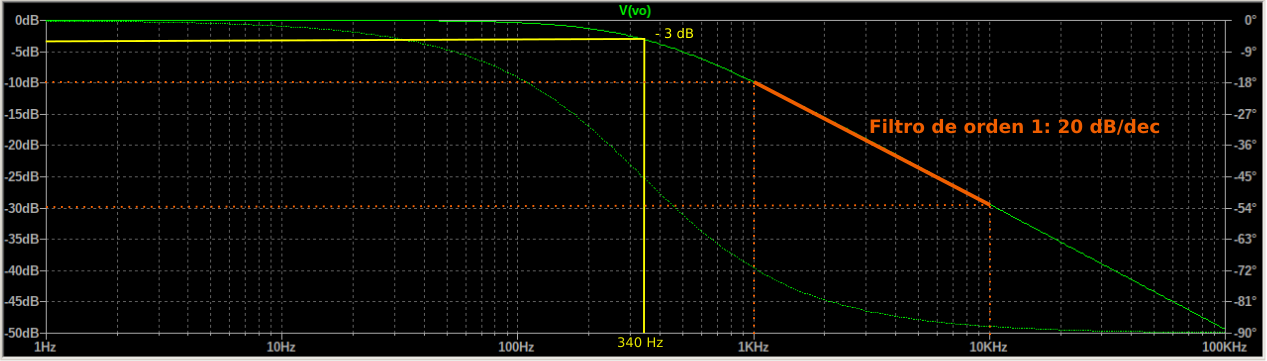 V(vo)
0dB
0°
- 3 dB
-5dB
-9°
-10dB
-18°
-15dB
-27°
Filtro de orden 1: 20 dB/dec
-20dB
-36°
-25dB
-45°
-30dB
-54°
-35dB
-63°
-40dB
-72°
-45dB
-81°
-50dB
-90°
1Hz
10Hz
100Hz
340 Hz
1KHz
10KHz
100KHz